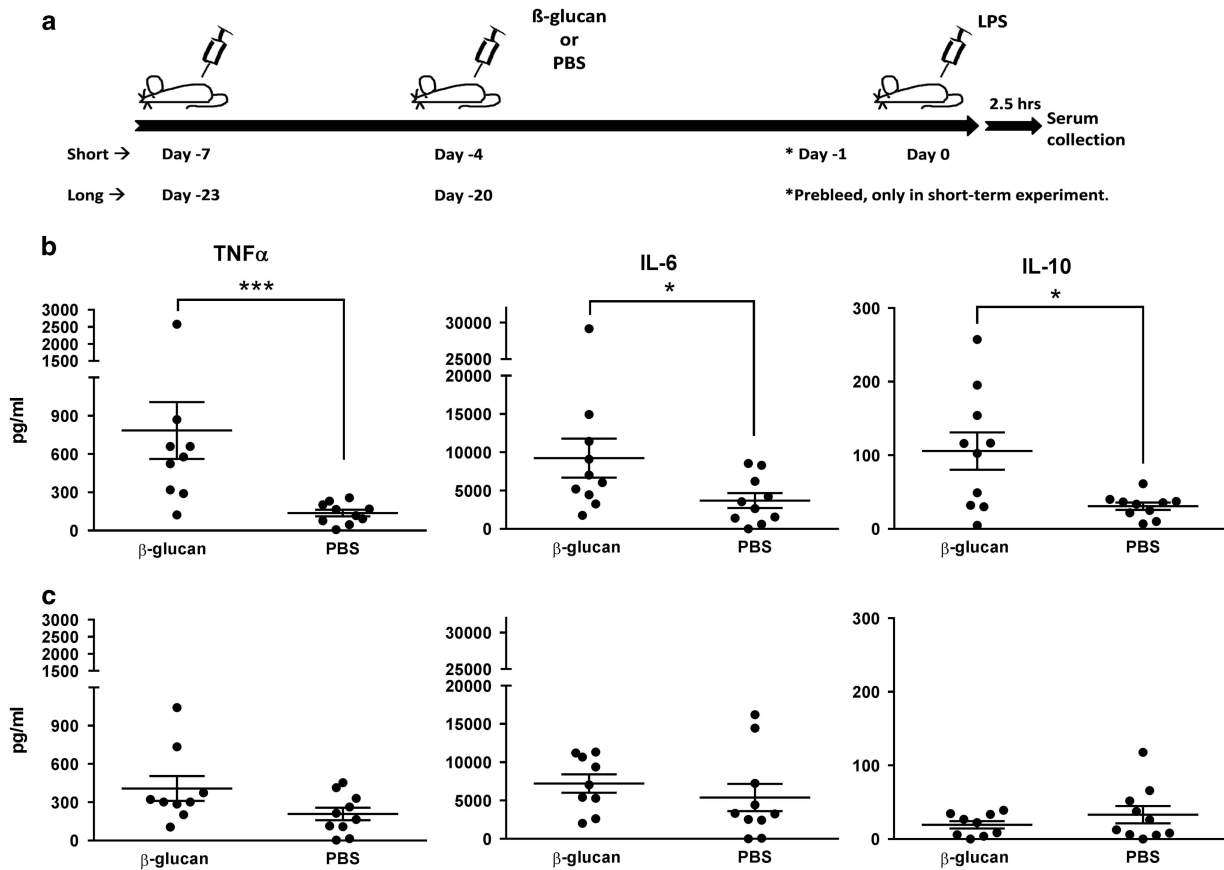 a
ß-glucan
or
PBS
LPS
2.5 hrs
Serum
collection
Short → Day -7 Day -4 * Day -1 Day 0
Long → Day -23 Day -20 *Prebleed, only in short-term experiment.
b
TNFα
IL-6
IL-10
***
*
*
pg/ml
3000
2500
2000
1500
900
600
300
0
β-glucan PBS
30000
25000
20000
15000
10000
5000
0
β-glucan PBS
300
200
100
0
β-glucan PBS
c
pg/ml
3000
2500
2000
1500
900
600
300
0
β-glucan PBS
30000
25000
20000
15000
10000
5000
0
β-glucan PBS
300
200
100
0
β-glucan PBS